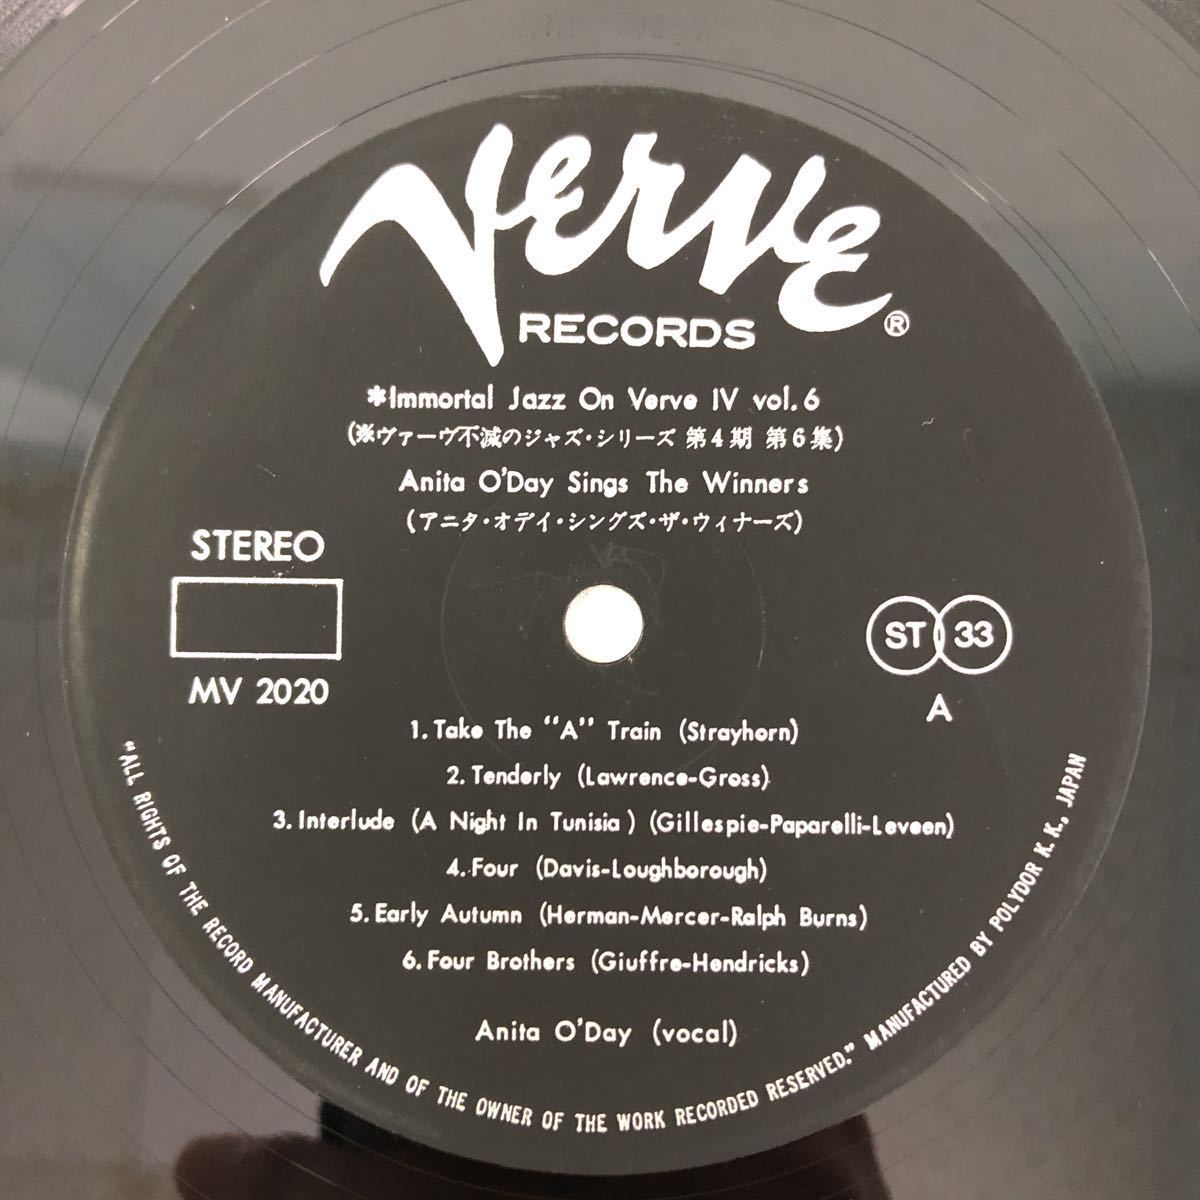 Verve
RECORDS ®
*Immortal Jazz On Verve IV vol.6
(※ヴァーヴ不滅のジャズ・シリーズ 第4期 第6集)
Anita O'Day Sings The Winners
(アニタ・オデイ・シングズ・ザ・ウィナーズ)
STEREO
MV 2020
ST 33
A
1. Take The "A" Train (Strayhorn)
2. Tenderly (Lawrence-Gross)
3. Interlude (A Night In Tunisia) (Gillespie-Paparelli-Leveen)
4. Four (Davis-Loughborough)
5. Early Autumn (Herman-Mercer-Ralph Burns)
6. Four Brothers (Giuffre-Hendricks)
Anita O'Day (vocal)
"ALL RIGHTS OF THE RECORD MANUFACTURER AND OF THE OWNER OF THE WORK RECORDED RESERVED." MANUFACTURED BY POLYDOR K.K., JAPAN